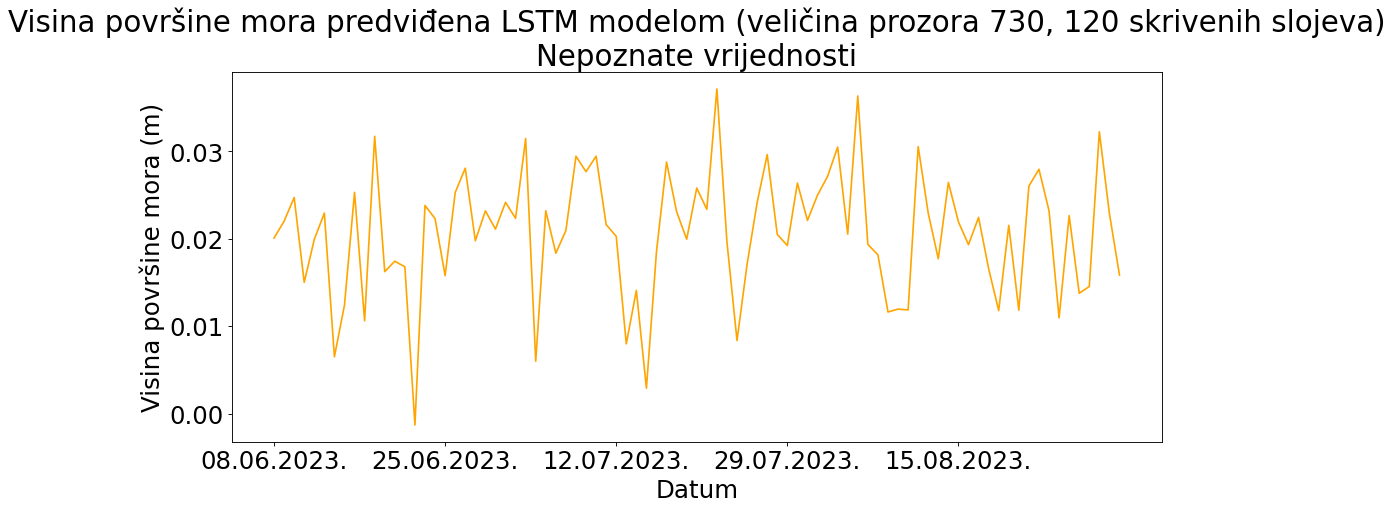 Visina površine mora predviđena LSTM modelom (veličina prozora 730, 120 skrivenih slojeva)
Nepoznate vrijednosti
Visina površine mora (m)
0.03
0.02
0.01
0.00
08.06.2023. 25.06.2023. 12.07.2023. 29.07.2023. 15.08.2023.
Datum